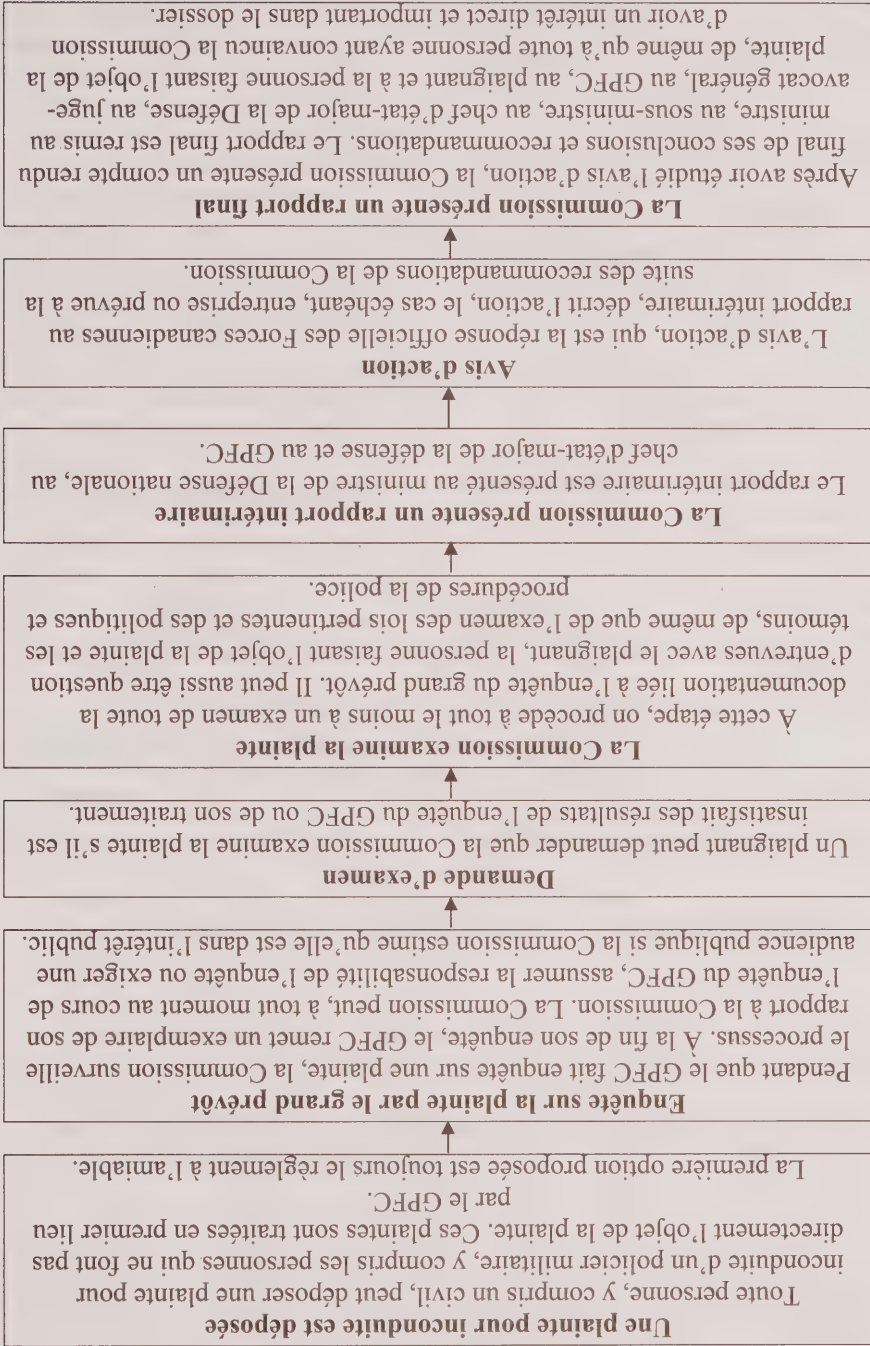 Une plainte pour inconduite est déposée
Toute personne, y compris un civil, peut déposer une plainte pour
inconduite d'un policier militaire, y compris les personnes qui ne font pas
directement l'objet de la plainte. Ces plaintes sont traitées en premier lieu
par le GPFC.
La première option proposée est toujours le règlement à l'amiable.
Enquête sur la plainte par le grand prévôt
Pendant que le GPFC fait enquête sur une plainte, la Commission surveille
le processus. À la fin de son enquête, le GPFC remet un exemplaire de son
rapport à la Commission. La Commission peut, à tout moment au cours de
l'enquête du GPFC, assumer la responsabilité de l'enquête ou exiger une
audience publique si la Commission estime qu'elle est dans l'intérêt public.
Demande d'examen
Un plaignant peut demander que la Commission examine la plainte s'il est
insatisfait des résultats de l'enquête du GPFC ou de son traitement.
La Commission examine la plainte
À cette étape, on procède à tout le moins à un examen de toute la
documentation liée à l'enquête du grand prévôt. Il peut aussi être question
d'entrevues avec le plaignant, la personne faisant l'objet de la plainte et les
témoins, de même que de l'examen des lois pertinentes et des politiques et
procédures de la police.
La Commission présente un rapport intérimaire
Le rapport intérimaire est présenté au ministre de la Défense nationale, au
chef d'état-major de la défense et au GPFC.
Avis d'action
L'avis d'action, qui est la réponse officielle des Forces canadiennes au
rapport intérimaire, décrit l'action, le cas échéant, entreprise ou prévue à la
suite des recommandations de la Commission.
La Commission présente un rapport final
Après avoir étudié l'avis d'action, la Commission présente un compte rendu
final de ses conclusions et recommandations. Le rapport final est remis au
ministre, au sous-ministre, au chef d'état-major de la Défense, au juge-
avocat général, au GPFC, au plaignant et à la personne faisant l'objet de la
plainte, de même qu'à toute personne ayant convaincu la Commission
d'avoir un intérêt direct et important dans le dossier.